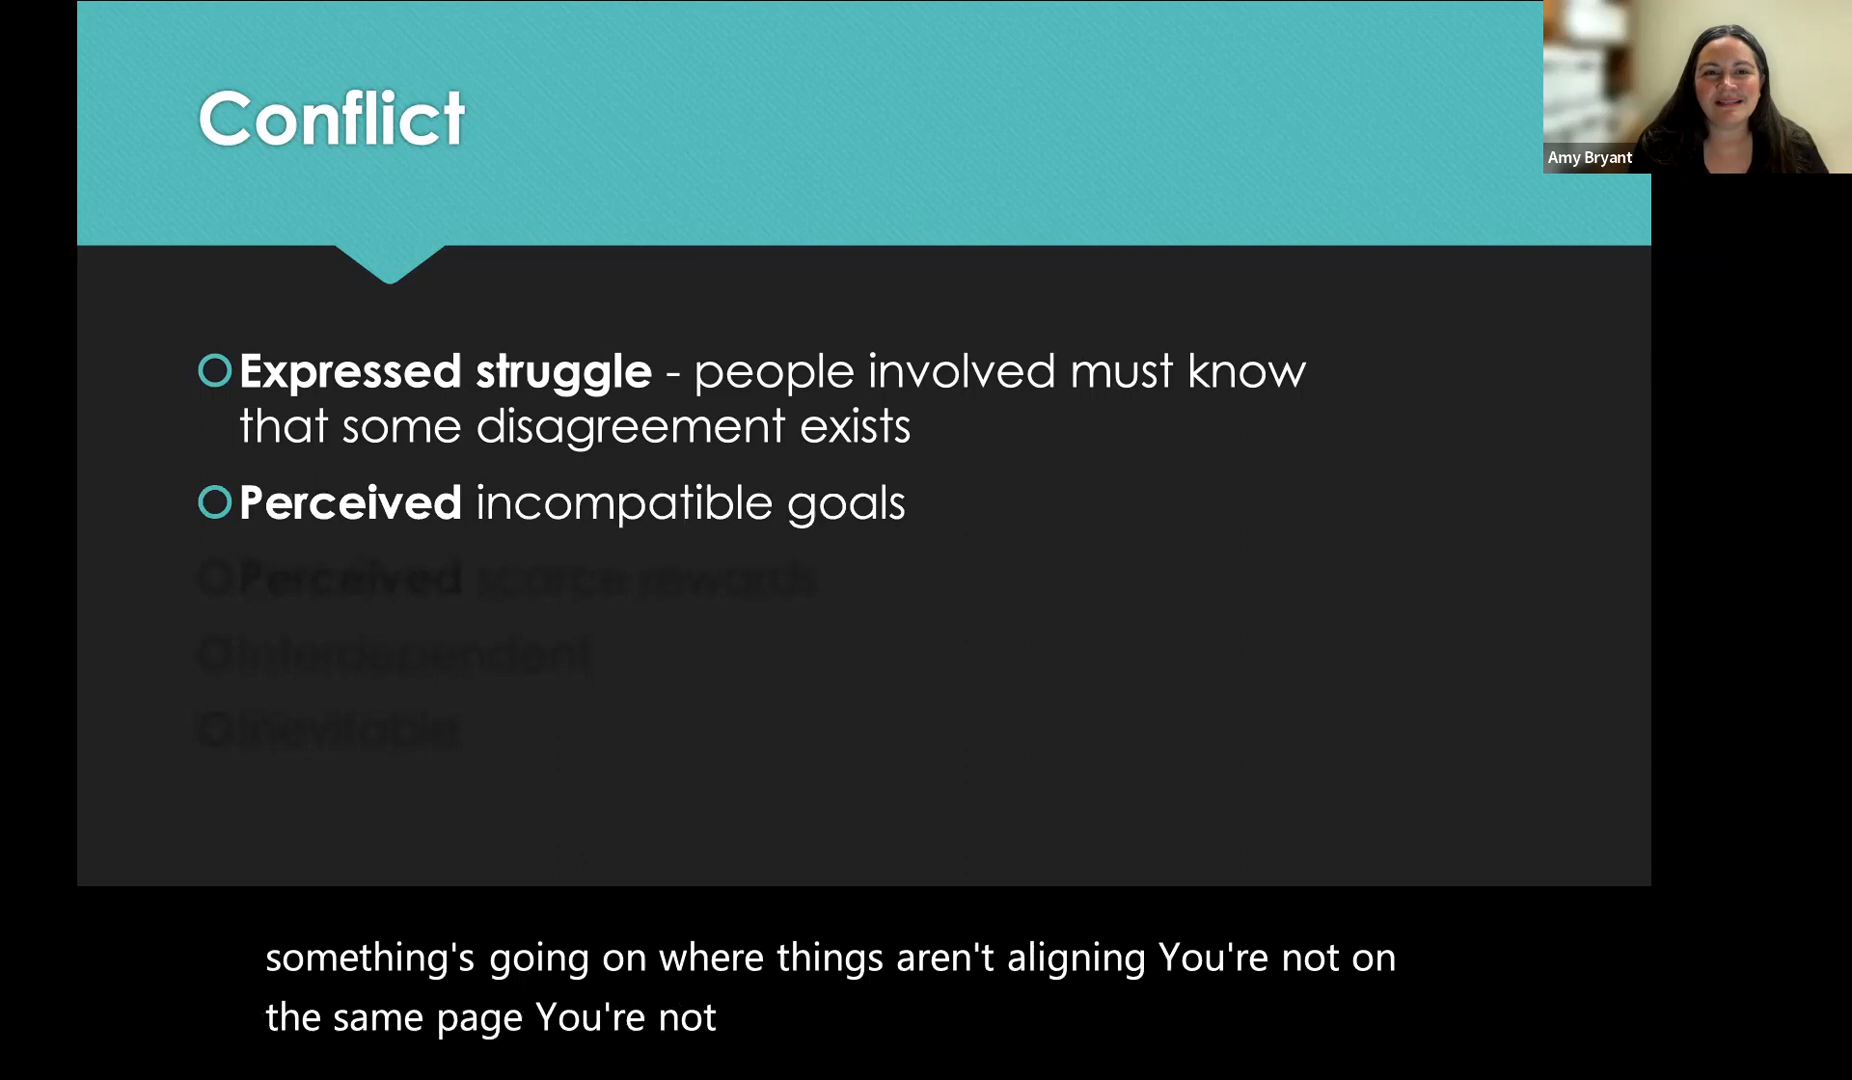 Conflict
Amy Bryant
Expressed struggle - people involved must know
that some disagreement exists
Perceived incompatible goals
Perceived scarce rewards
Interdependent
Inevitable
something's going on where things aren't aligning You're not on
the same page You're not